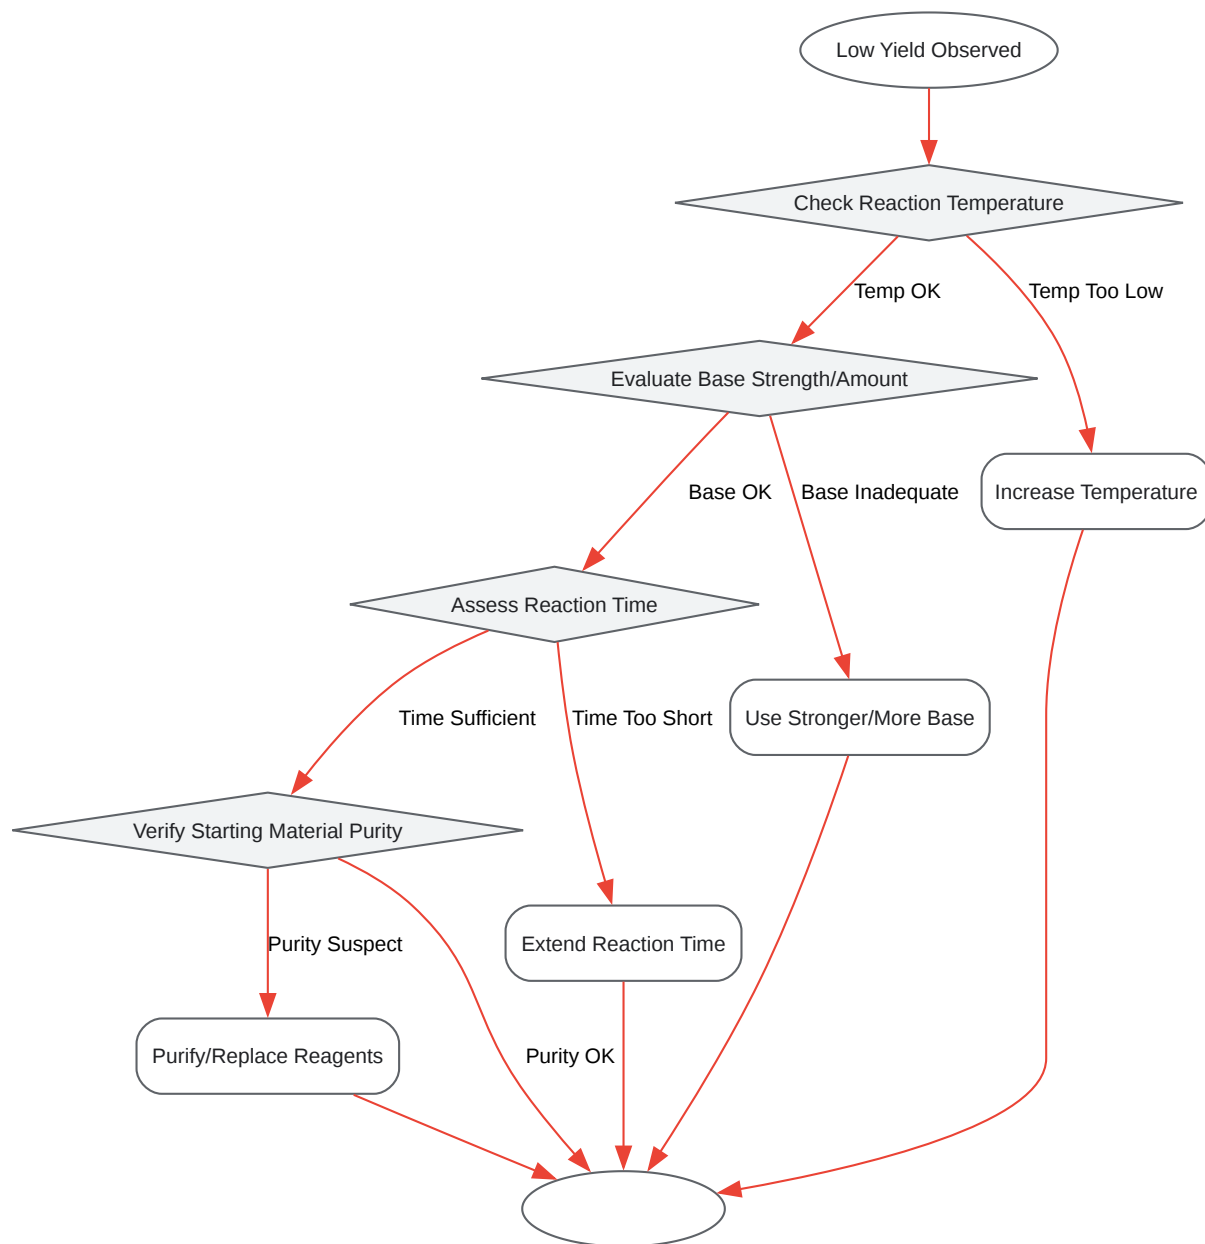 Low Yield Observed
Check Reaction Temperature
Temp OK
Temp Too Low
Evaluate Base Strength/Amount
Base OK
Base Inadequate
Increase Temperature
Assess Reaction Time
Time Sufficient
Time Too Short
Use Stronger/More Base
Verify Starting Material Purity
Purity Suspect
Extend Reaction Time
Purify/Replace Reagents
Purity OK